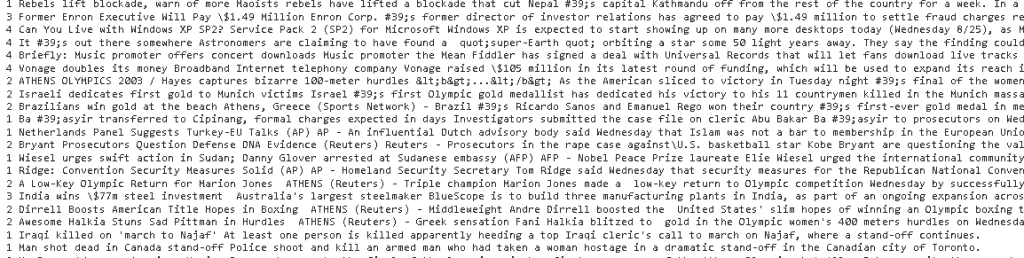 1 Rebels lift blockade, warn of more Maoists rebels have lifted a blockade that cut Nepal #39;s capital Kathmandu off from the rest of the country for a week. In a
3 Former Enron Executive Will Pay \$1.49 Million Enron Corp. #39;s former director of investor relations has agreed to pay \$1.49 million to settle fraud charges re
4 Can You Live with Windows XP SP2? Service Pack 2 (SP2) for Microsoft Windows XP is expected to start showing up on many more desktops today (Wednesday 8/25), as M
4 It #39;s out there somewhere Astronomers are claiming to have found a quot;super-Earth quot; orbiting a star some 50 light years away. They say the finding could
4 Briefly: Music promoter offers concert downloads Music promoter the Mean Fiddler has signed a deal with Universal Records that will let fans download live tracks
4 Vonage doubles its money Broadband Internet telephony company Vonage raised \$105 million in its latest round of funding, which will be used to expand its reach i
2 ATHENS OLYMPICS 2003 / Hayes captures bizarre 100-meter hurdles &lt;b&gt;...&lt;/b&gt; As the American sliced to victory in Tuesday night #39;s final of the women
2 Israeli dedicates first gold to Munich victims Israel #39;s first Olympic gold medallist has dedicated his victory to his 11 countrymen killed in the Munich massa
2 Brazilians win gold at the beach Athens, Greece (Sports Network) - Brazil #39;s Ricardo Sanos and Emanuel Rego won their country #39;s first-ever gold medal in me
1 Ba #39;asyir transferred to Cipinang, formal charges expected in days Investigators submitted the case file on cleric Abu Bakar Ba #39;asyir to prosecutors on Wed
1 Netherlands Panel Suggests Turkey-EU Talks (AP) AP - An influential Dutch advisory body said Wednesday that Islam was not a bar to membership in the European Unio
2 Bryant Prosecutors Question Defense DNA Evidence (Reuters) Reuters - Prosecutors in the rape case against\U.S. basketball star Kobe Bryant are questioning the val
1 Wiesel urges swift action in Sudan; Danny Glover arrested at Sudanese embassy (AFP) AFP - Nobel Peace Prize laureate Elie Wiesel urged the international community
1 Ridge: Convention Security Measures Solid (AP) AP - Homeland Security Secretary Tom Ridge said Wednesday that security measures for the Republican National Conven
2 A Low-Key Olympic Return for Marion Jones ATHENS (Reuters) - Triple champion Marion Jones made a low-key return to Olympic competition Wednesday by successfully
3 India wins \$77m steel investment Australia's largest steelmaker BlueScope is to build three manufacturing plants in India, as part of an ongoing expansion acros
2 Dirrell Boosts American Title Hopes in Boxing ATHENS (Reuters) - Middleweight Andre Dirrell boosted the United States' slim hopes of winning an Olympic boxing t
2 Awesome Halkia Stuns Sad Pittman in Hurdles ATHENS (Reuters) - Greek sensation Fani Halkia blitzed to gold in the Olympic women's 400 meters hurdles on Wednesda
1 Iraqi killed on 'march to Najaf' At least one person is killed apparently heeding a top Iraqi cleric's call to march on Najaf, where a stand-off continues.
1 Man shot dead in Canada stand-off Police shoot and kill an armed man who had taken a woman hostage in a dramatic stand-off in the Canadian city of Toronto.